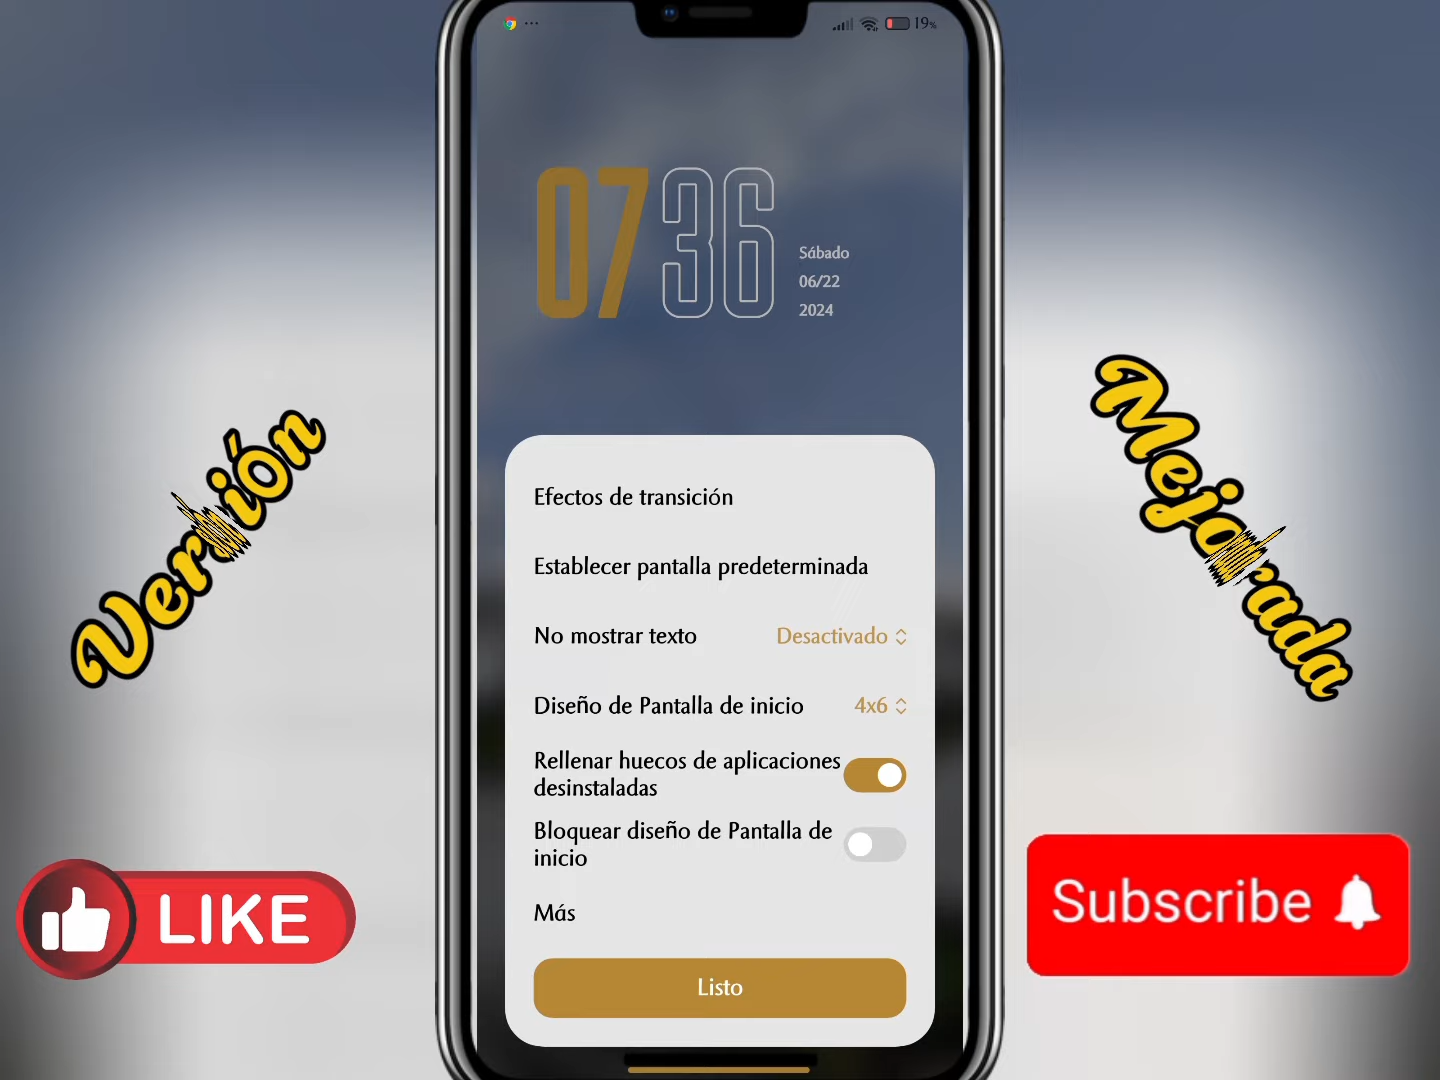 19%
07 36
Sábado
06/22
2024
Versión
Mejorada
Efectos de transición
Establecer pantalla predeterminada
No mostrar texto Desactivado
Diseño de Pantalla de inicio 4x6
Rellenar huecos de aplicaciones
desinstaladas
Bloquear diseño de Pantalla de
inicio
Más
Listo
LIKE
Subscribe